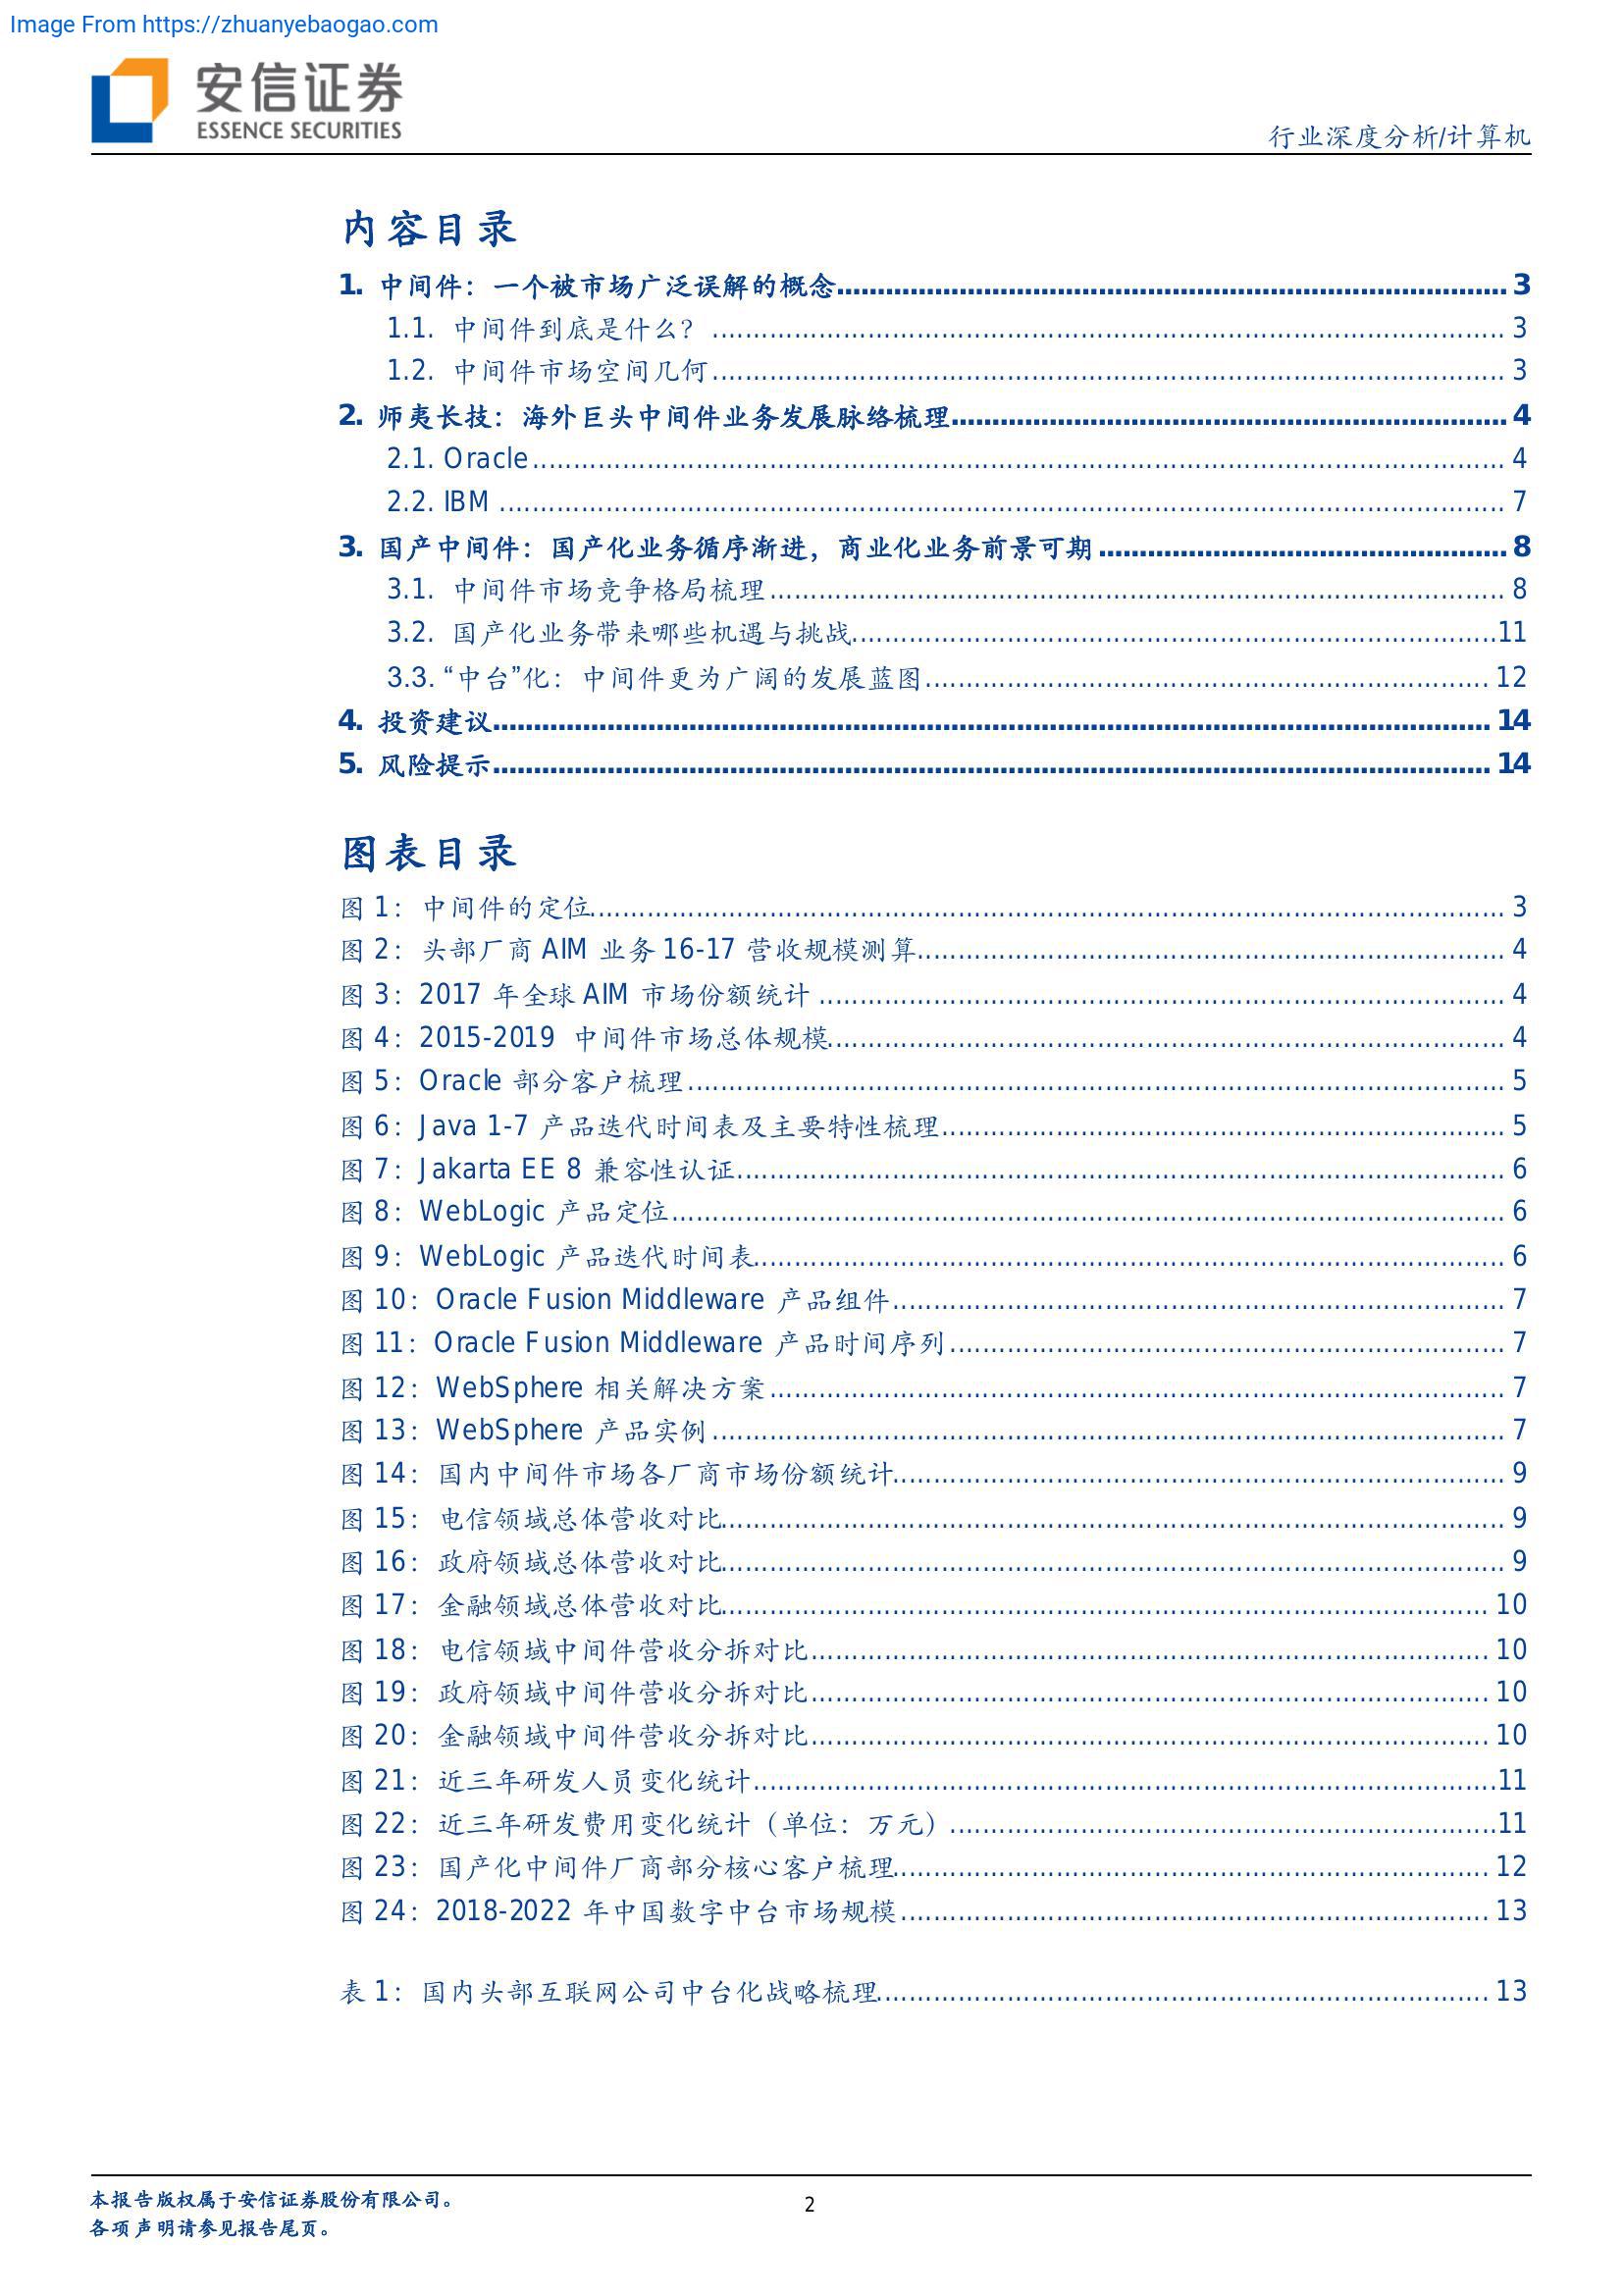 Image From https://zhuanyebaogao.com
安信证券
ESSENCE SECURITIES
行业深度分析/计算机
内容目录
1. 中间件：一个被市场广泛误解的概念 3
1.1. 中间件到底是什么？ 3
1.2. 中间件市场空间几何 3
2. 师夷长技：海外巨头中间件业务发展脉络梳理 4
2.1. Oracle 4
2.2. IBM 7
3. 国产中间件：国产化业务循序渐进，商业化业务前景可期 8
3.1. 中间件市场竞争格局梳理 8
3.2. 国产化业务带来哪些机遇与挑战 11
3.3. “中台”化：中间件更为广阔的发展蓝图 12
4. 投资建议 14
5. 风险提示 14
图表目录
图 1：中间件的定位 3
图 2：头部厂商 AIM 业务 16-17 营收规模测算 4
图 3：2017 年全球 AIM 市场份额统计 4
图 4：2015-2019 中间件市场总体规模 4
图 5：Oracle 部分客户梳理 5
图 6：Java 1-7 产品迭代时间表及主要特性梳理 5
图 7：Jakarta EE 8 兼容性认证 6
图 8：WebLogic 产品定位 6
图 9：WebLogic 产品迭代时间表 6
图 10：Oracle Fusion Middleware 产品组件 7
图 11：Oracle Fusion Middleware 产品时间序列 7
图 12：WebSphere 相关解决方案 7
图 13：WebSphere 产品实例 7
图 14：国内中间件市场各厂商市场份额统计 9
图 15：电信领域总体营收对比 9
图 16：政府领域总体营收对比 9
图 17：金融领域总体营收对比 10
图 18：电信领域中间件营收分拆对比 10
图 19：政府领域中间件营收分拆对比 10
图 20：金融领域中间件营收分拆对比 10
图 21：近三年研发人员变化统计 11
图 22：近三年研发费用变化统计（单位：万元） 11
图 23：国产化中间件厂商部分核心客户梳理 12
图 24：2018-2022 年中国数字中台市场规模 13
表 1：国内头部互联网公司中台化战略梳理 13
本报告版权属于安信证券股份有限公司。
各项声明请参见报告尾页。
2